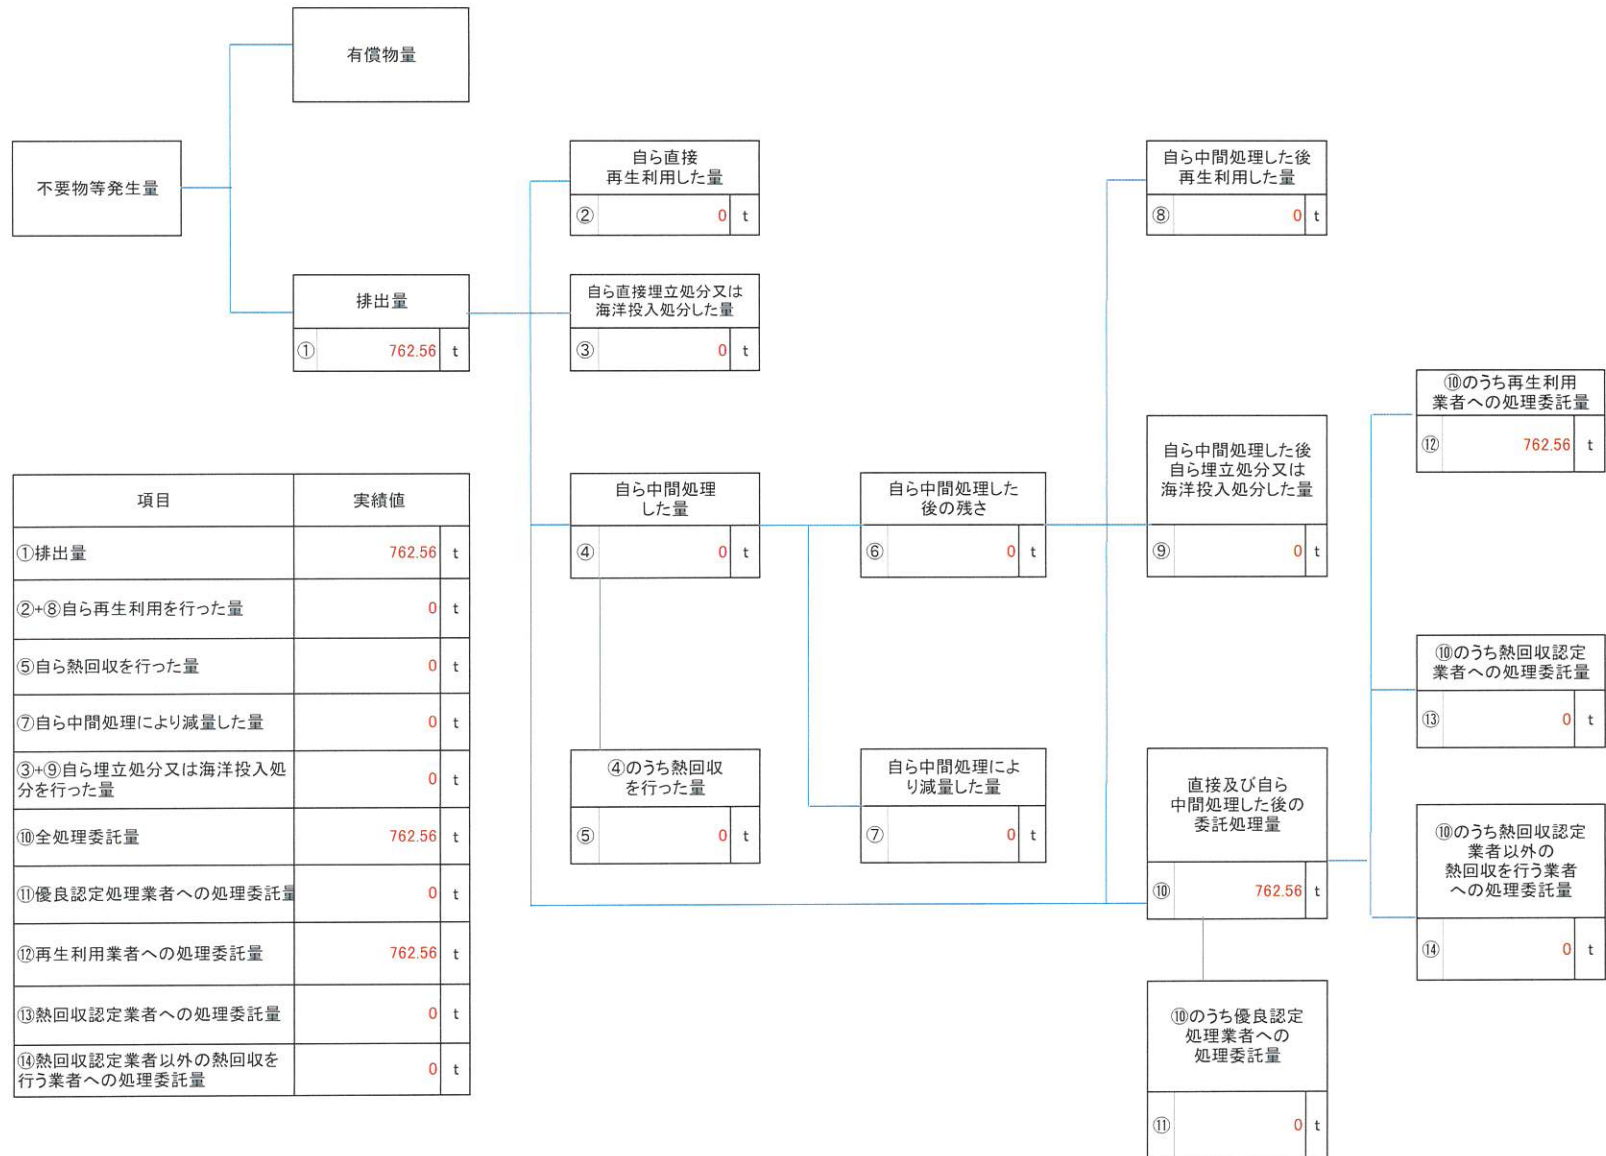 有償物量
不要物等発生量
排出量
① 762.56 t
自ら直接
再生利用した量
② 0 t
自ら直接埋立処分又は
海洋投入処分した量
③ 0 t
自ら中間処理
した量
④ 0 t
④のうち熱回収
を行った量
⑤ 0 t
自ら中間処理した
後の残さ
⑥ 0 t
自ら中間処理によ
り減量した量
⑦ 0 t
自ら中間処理した後
再生利用した量
⑧ 0 t
自ら中間処理した後
自ら埋立処分又は
海洋投入処分した量
⑨ 0 t
直接及び自ら
中間処理した後の
委託処理量
⑩ 762.56 t
⑩のうち優良認定
処理業者への
処理委託量
⑪ 0 t
⑩のうち再生利用
業者への処理委託量
⑫ 762.56 t
⑩のうち熱回収認定
業者への処理委託量
⑬ 0 t
⑩のうち熱回収認定
業者以外の
熱回収を行う業者
への処理委託量
⑭ 0 t
項目 実績値
①排出量 762.56 t
②+⑧自ら再生利用を行った量 0 t
⑤自ら熱回収を行った量 0 t
⑦自ら中間処理により減量した量 0 t
③+⑨自ら埋立処分又は海洋投入処
分を行った量 0 t
⑩全処理委託量 762.56 t
⑪優良認定処理業者への処理委託量 0 t
⑫再生利用業者への処理委託量 762.56 t
⑬熱回収認定業者への処理委託量 0 t
⑭熱回収認定業者以外の熱回収を
行う業者への処理委託量 0 t